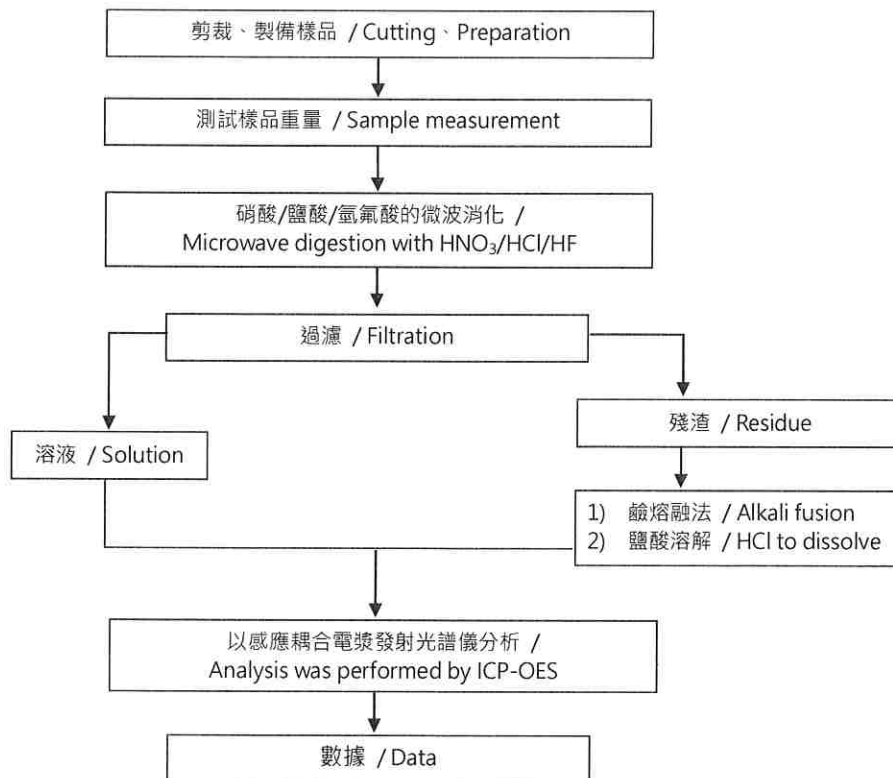 剪裁、製備樣品 / Cutting、Preparation
測試樣品重量 / Sample measurement
硝酸/鹽酸/氫氟酸的微波消化 /
Microwave digestion with HNO₃/HCl/HF
過濾 / Filtration
溶液 / Solution
殘渣 / Residue
1) 鹼熔融法 / Alkali fusion
2) 鹽酸溶解 / HCl to dissolve
以感應耦合電漿發射光譜儀分析 /
Analysis was performed by ICP-OES
數據 / Data